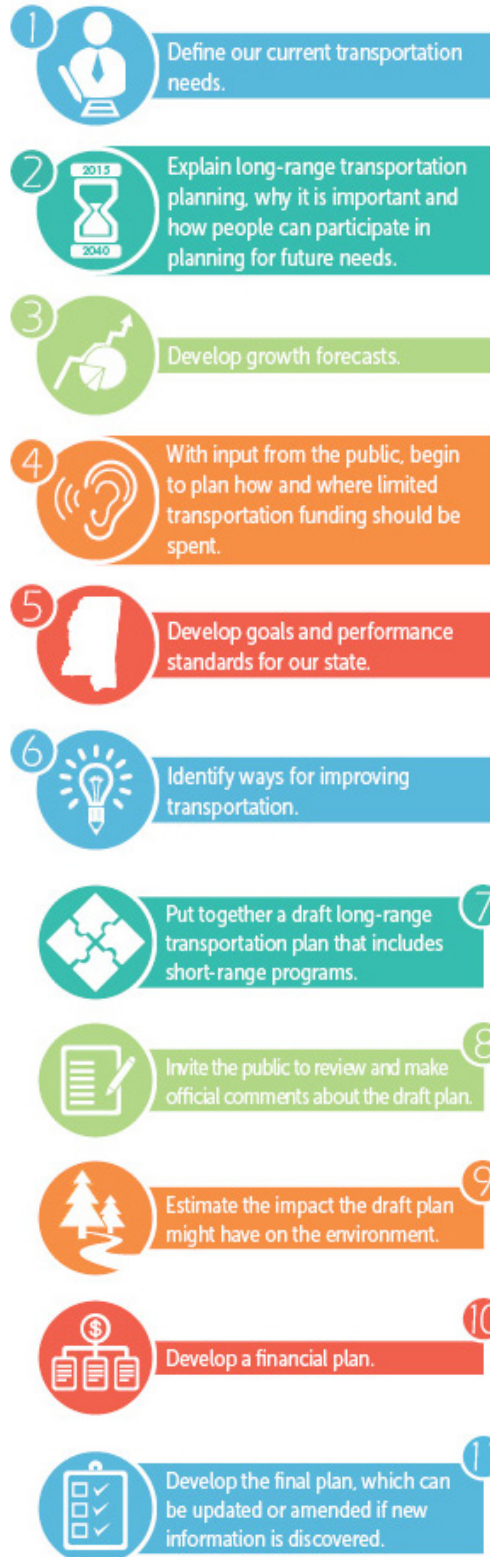 1
Define our current transportation
needs.
2
2015
2040
Explain long-range transportation
planning, why it is important and
how people can participate in
planning for future needs.
3
Develop growth forecasts.
4
With input from the public, begin
to plan how and where limited
transportation funding should be
spent.
5
Develop goals and performance
standards for our state.
6
Identify ways for improving
transportation.
7
Put together a draft long-range
transportation plan that includes
short-range programs.
8
Invite the public to review and make
official comments about the draft plan.
9
Estimate the impact the draft plan
might have on the environment.
10
$
Develop a financial plan.
11
Develop the final plan, which can
be updated or amended if new
information is discovered.